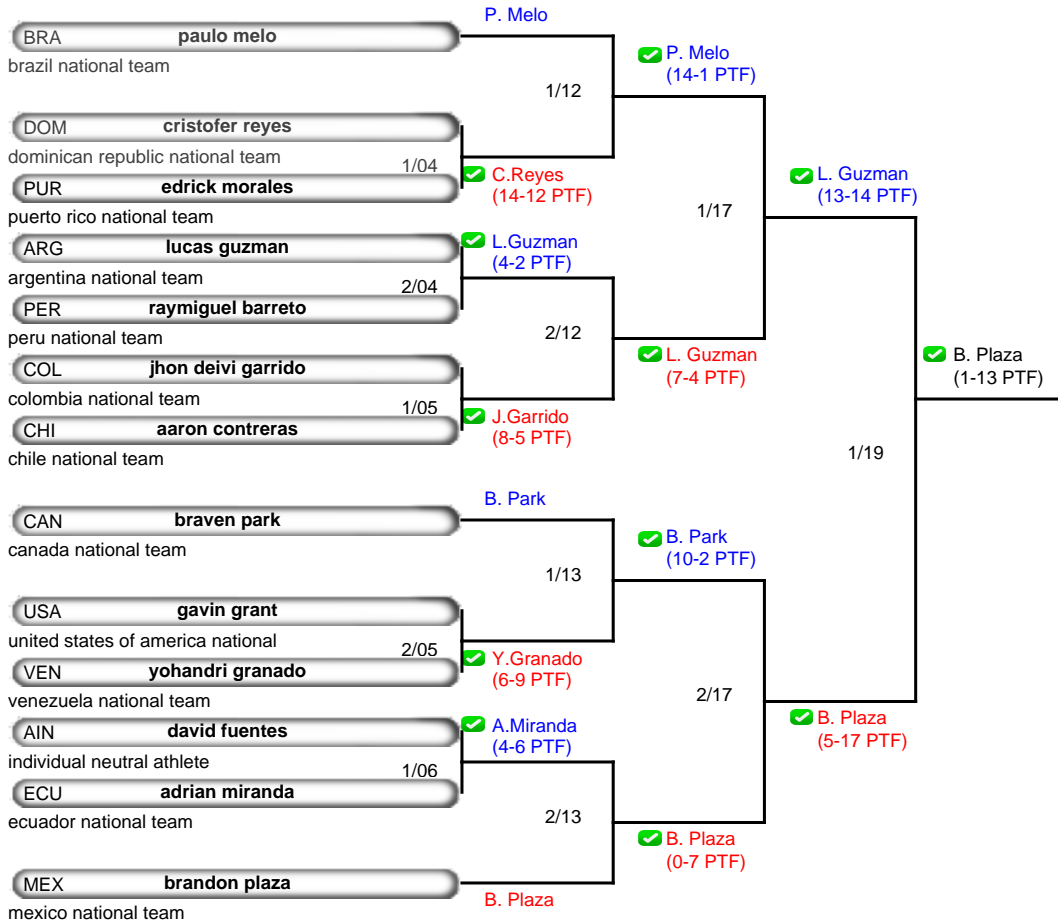 P. Melo
BRA paulo melo
brazil national team
P. Melo
(14-1 PTF)
1/12
DOM cristofer reyes
dominican republic national team
1/04
C.Reyes
(14-12 PTF)
PUR edrick morales
puerto rico national team
L. Guzman
(13-14 PTF)
1/17
ARG lucas guzman
argentina national team
L.Guzman
(4-2 PTF)
2/04
PER raymiguel barreto
peru national team
2/12
L. Guzman
(7-4 PTF)
COL jhon deivi garrido
colombia national team
1/05
J.Garrido
(8-5 PTF)
CHI aaron contreras
chile national team
B. Plaza
(1-13 PTF)
1/19
B. Park
CAN braven park
canada national team
B. Park
(10-2 PTF)
1/13
USA gavin grant
united states of america national
2/05
Y.Granado
(6-9 PTF)
VEN yohandri granado
venezuela national team
2/17
B. Plaza
(5-17 PTF)
AIN david fuentes
individual neutral athlete
A.Miranda
(4-6 PTF)
1/06
ECU adrian miranda
ecuador national team
2/13
B. Plaza
(0-7 PTF)
MEX brandon plaza
mexico national team
B. Plaza